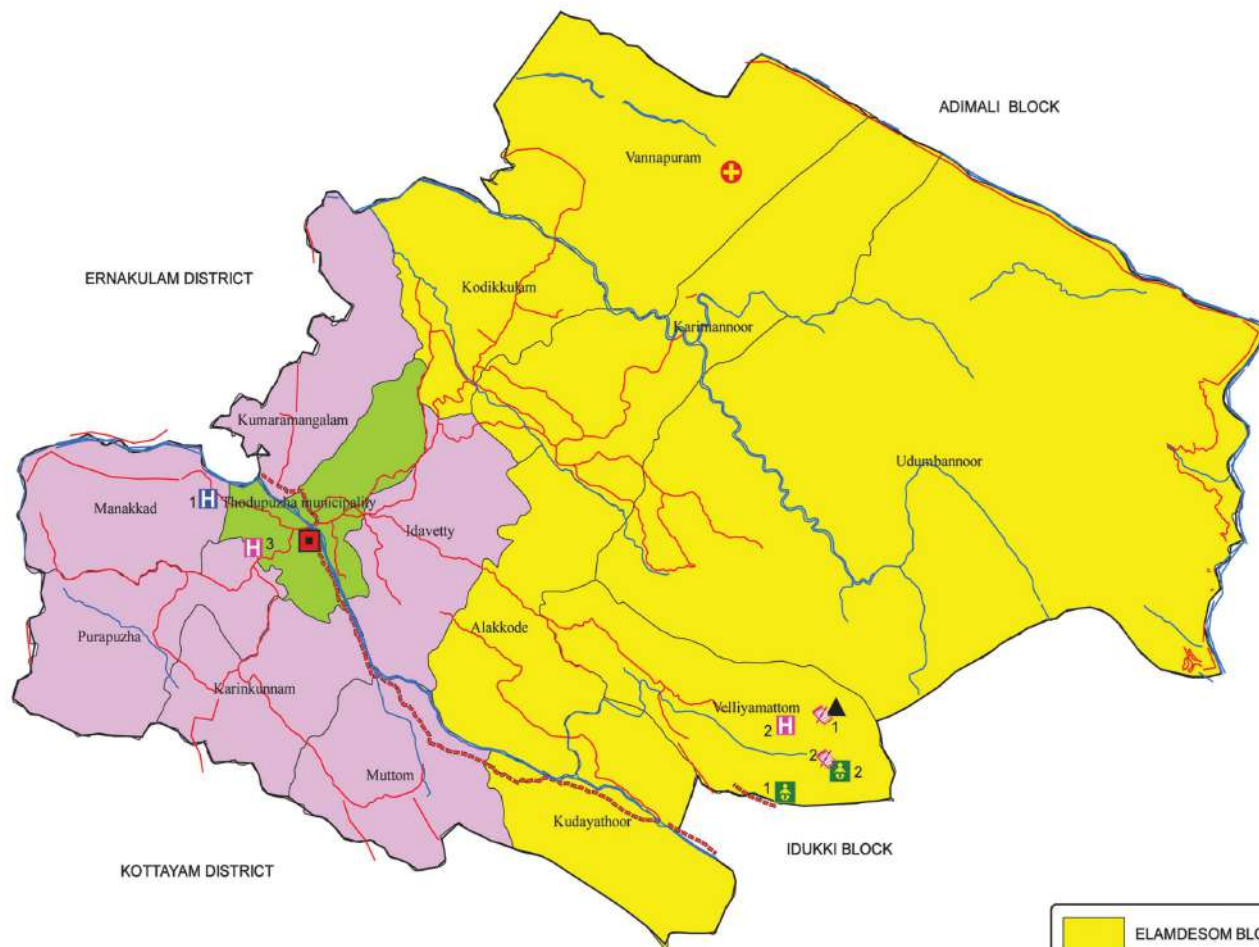 ADIMALI BLOCK
Vannapuram
ERNAKULAM DISTRICT
Kodikkulam
Karimannoor
Kumaramangalam
Udumbannoor
Manakkad
1 H
Thodupuzha municipality
Idavetty
H 3
Purapuzha
Alakkode
Karinkunnam
Velliyamattom
2 H
1
Muttom
2
2
1
Kudayathoor
IDUKKI BLOCK
KOTTAYAM DISTRICT
ELAMDESOM BLO